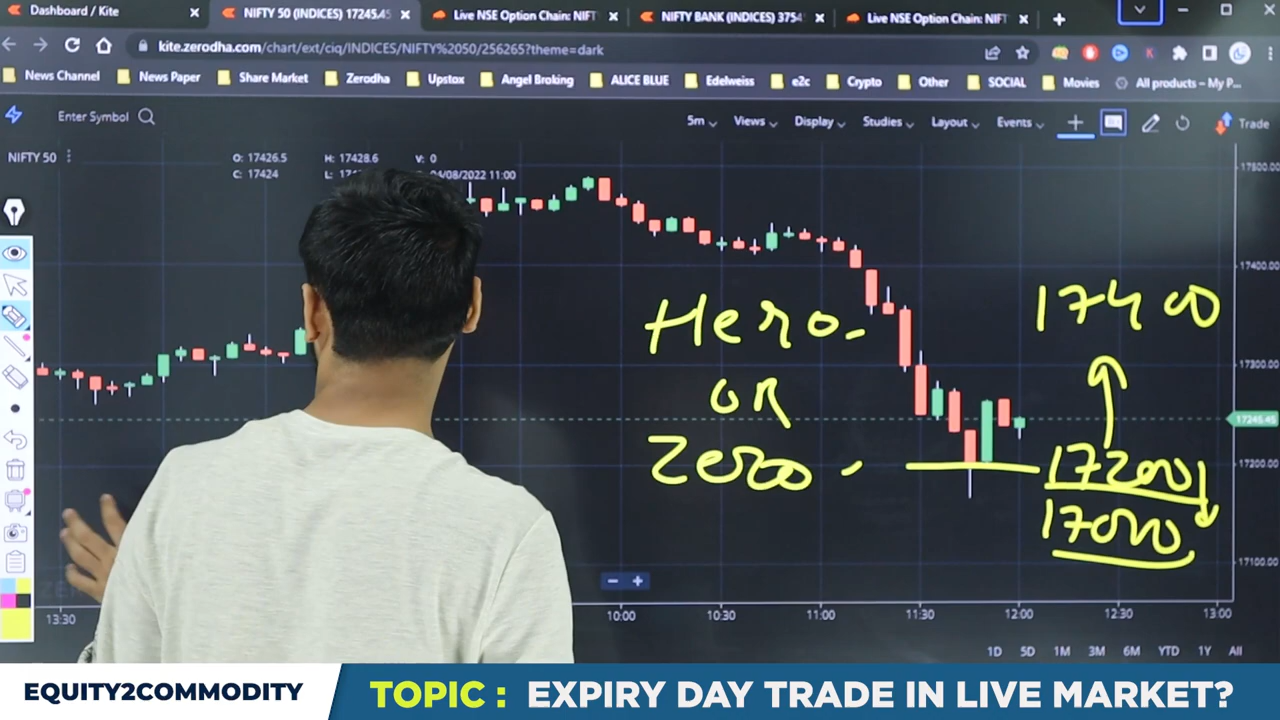 Dashboard / Kite
NIFTY 50 (INDICES) 17245.45
Live NSE Option Chain: NIFT
NIFTY BANK (INDICES) 3754
Live NSE Option Chain: NIFT
kite.zerodha.com/chart/ext/ciq/INDICES/NIFTY%2050/256265?theme=dark
News Channel
News Paper
Share Market
Zerodha
Upstox
Angel Broking
ALICE BLUE
Edelweiss
e2c
Crypto
Other
SOCIAL
Movies
All products – My P...
Enter Symbol
5m
Views
Display
Studies
Layout
Events
Trade
NIFTY 50
O: 17426.5
H: 17428.6
V: 0
C: 17424
04/08/2022 11:00
17500.00
17400.00
17300.00
17245.45
17200.00
17100.00
Hero
OR
Zero
17400
17200
17000
13:30
10:00
10:30
11:00
11:30
12:00
12:30
13:00
1D
5D
1M
3M
6M
YTD
1Y
All
EQUITY2COMMODITY
TOPIC : EXPIRY DAY TRADE IN LIVE MARKET?